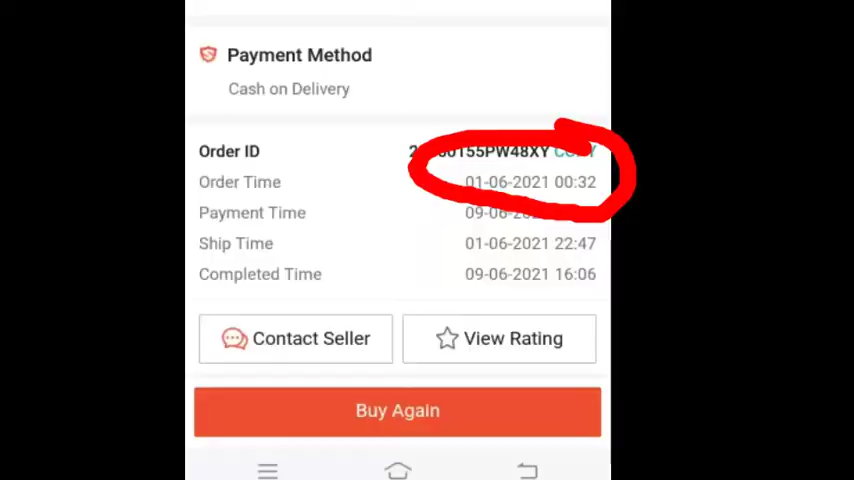 Payment Method
Cash on Delivery
Order ID
Order Time 01-06-2021 00:32
Payment Time
Ship Time 01-06-2021 22:47
Completed Time 09-06-2021 16:06
Contact Seller View Rating
Buy Again